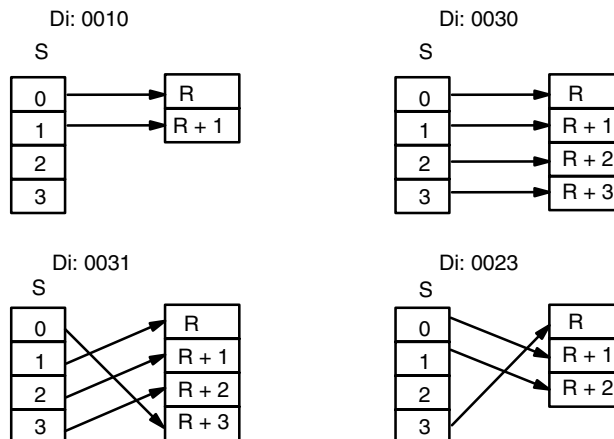 Di: 0010
S
0
1
2
3
R
R + 1
Di: 0030
S
0
1
2
3
R
R + 1
R + 2
R + 3
Di: 0031
S
0
1
2
3
R
R + 1
R + 2
R + 3
Di: 0023
S
0
1
2
3
R
R + 1
R + 2